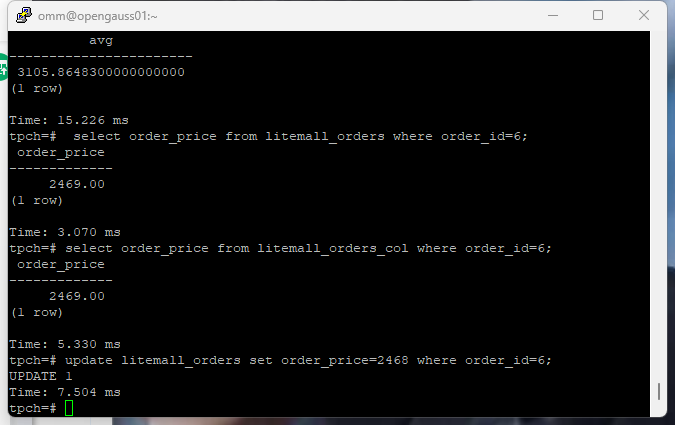 omm@opengauss01:~
avg
-----------------------
3105.8648300000000000
(1 row)
Time: 15.226 ms
tpch=#  select order_price from litemall_orders where order_id=6;
order_price
-------------
2469.00
(1 row)
Time: 3.070 ms
tpch=# select order_price from litemall_orders_col where order_id=6;
order_price
-------------
2469.00
(1 row)
Time: 5.330 ms
tpch=# update litemall_orders set order_price=2468 where order_id=6;
UPDATE 1
Time: 7.504 ms
tpch=#